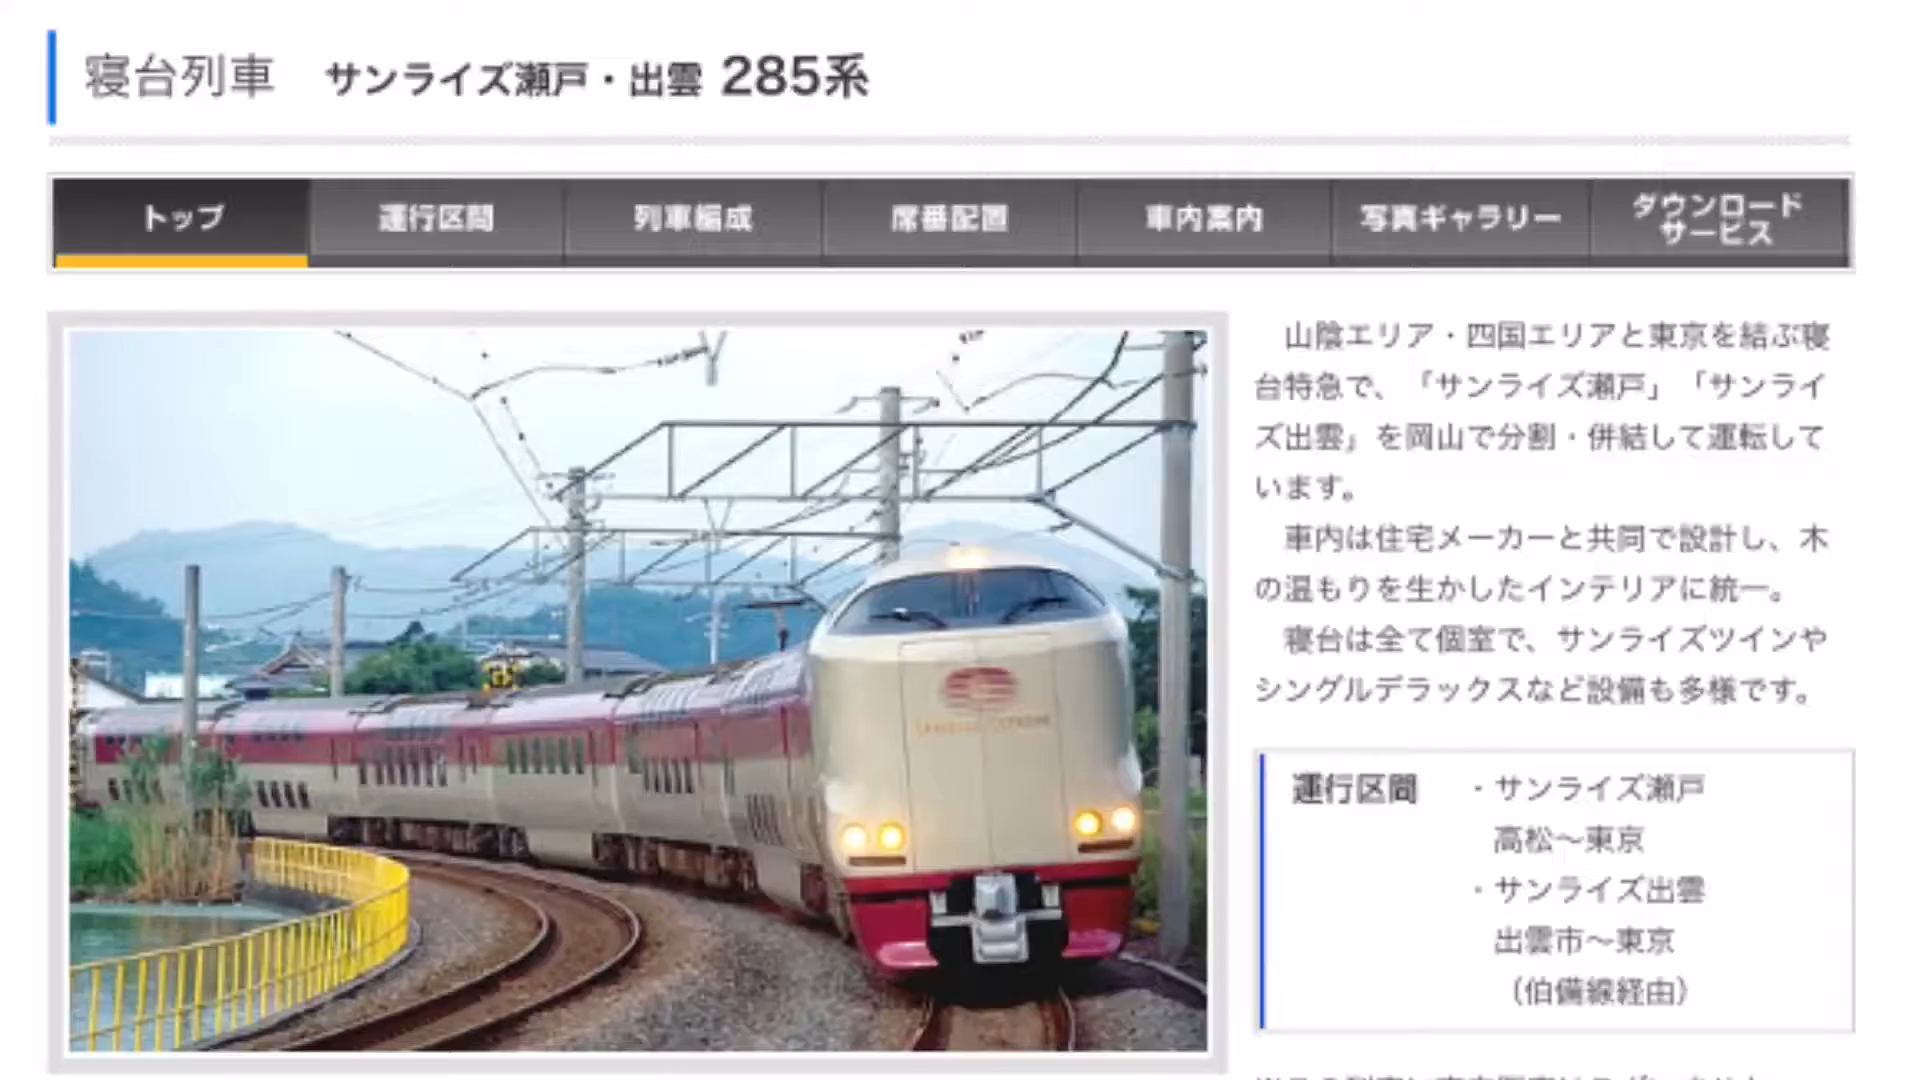 寝台列車 サンライズ瀬戸・出雲 285系
トップ 運行区間 列車編成 席番配置 車内案内 写真ギャラリー ダウンロード
サービス
山陰エリア・四国エリアと東京を結ぶ寝
台特急で、「サンライズ瀬戸」「サンライ
ズ出雲」を岡山で分割・併結して運転して
います。
車内は住宅メーカーと共同で設計し、木
の温もりを生かしたインテリアに統一。
寝台は全て個室で、サンライズツインや
シングルデラックスなど設備も多様です。
運行区間 ・サンライズ瀬戸
高松～東京
・サンライズ出雲
出雲市～東京
（伯備線経由）